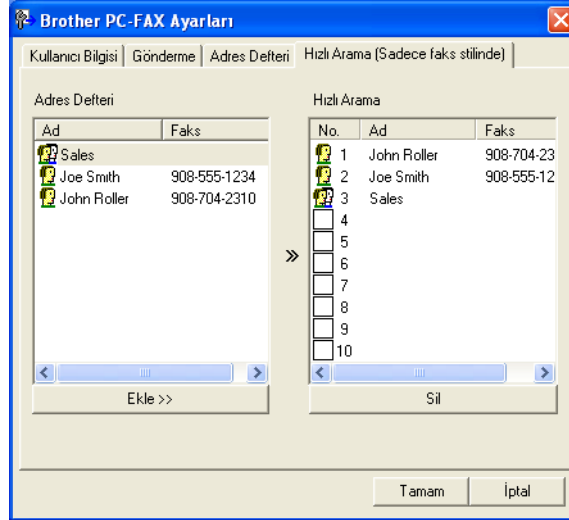 Brother PC-FAX Ayarları
Kullanıcı Bilgisi Gönderme Adres Defteri Hızlı Arama (Sadece faks stilinde)
Adres Defteri
Ad Faks
Sales
Joe Smith 908-555-1234
John Roller 908-704-2310
Ekle >>
»
Hızlı Arama
No. Ad Faks
1 John Roller 908-704-23
2 Joe Smith 908-555-12
3 Sales
4
5
6
7
8
9
10
Sil
Tamam İptal